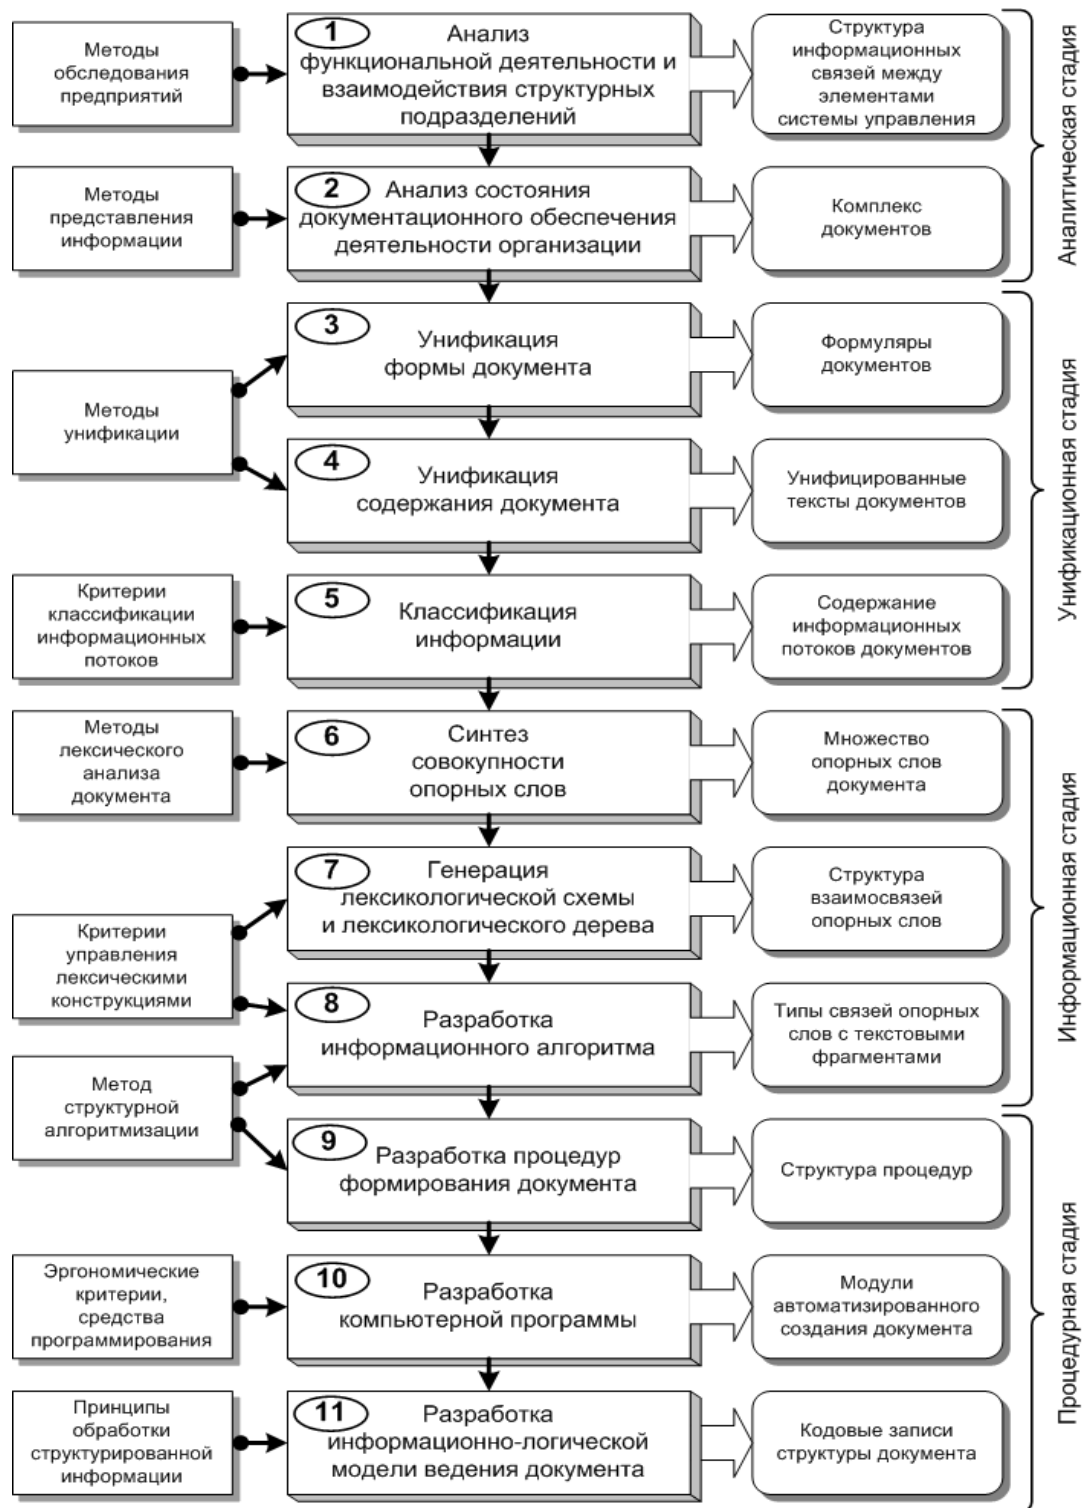 Методы
обследования
предприятий
1
Анализ
функциональной деятельности и
взаимодействия структурных
подразделений
Структура
информационных
связей между
элементами
системы управления
Методы
представления
информации
2
Анализ состояния
документационного обеспечения
деятельности организации
Комплекс
документов
Аналитическая стадия
Методы
унификации
3
Унификация
формы документа
Формуляры
документов
4
Унификация
содержания документа
Унифицированные
тексты документов
Критерии
классификации
информационных
потоков
5
Классификация
информации
Содержание
информационных
потоков документов
Унификационная стадия
Методы
лексического
анализа
документа
6
Синтез
совокупности
опорных слов
Множество
опорных слов
документа
Критерии
управления
лексическими
конструкциями
7
Генерация
лексикологической схемы
и лексикологического дерева
Структура
взаимосвязей
опорных слов
8
Разработка
информационного алгоритма
Типы связей опорных
слов с текстовыми
фрагментами
Информационная стадия
Метод
структурной
алгоритмизации
9
Разработка процедур
формирования документа
Структура процедур
Эргономические
критерии,
средства
программирования
10
Разработка
компьютерной программы
Модули
автоматизированного
создания документа
Принципы
обработки
структурированной
информации
11
Разработка
информационно-логической
модели ведения документа
Кодовые записи
структуры документа
Процедурная стадия